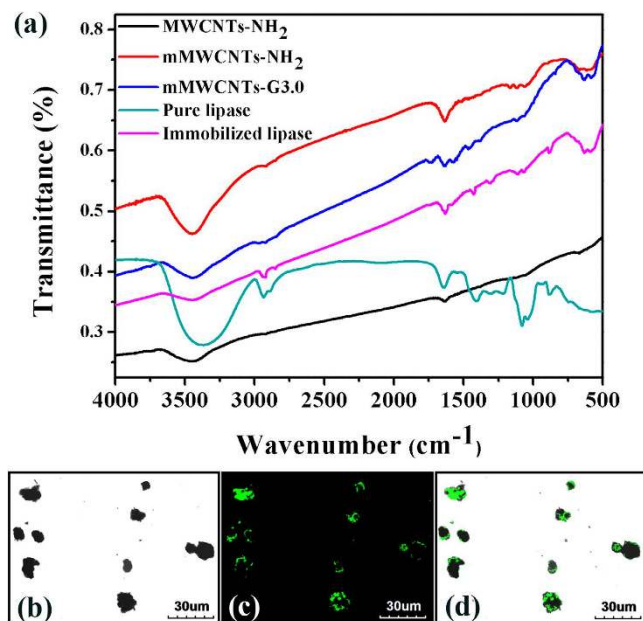 (a)
MWCNTs-NH2
mMWCNTs-NH2
mMWCNTs-G3.0
Pure lipase
Immobilized lipase
Transmittance (%)
0.8
0.7
0.6
0.5
0.4
0.3
4000 3500 3000 2500 2000 1500 1000 500
Wavenumber (cm-1)
(b) 30um (c) 30um (d) 30um